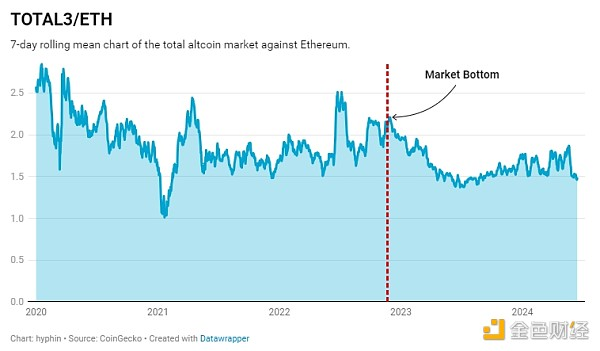 TOTAL3/ETH
7-day rolling mean chart of the total altcoin market against Ethereum.
Market Bottom
2.5
2.0
1.5
1.0
0.5
0.0
2020
2021
2022
2023
2024
Chart: hyphin • Source: CoinGecko • Created with Datawrapper
金色财经